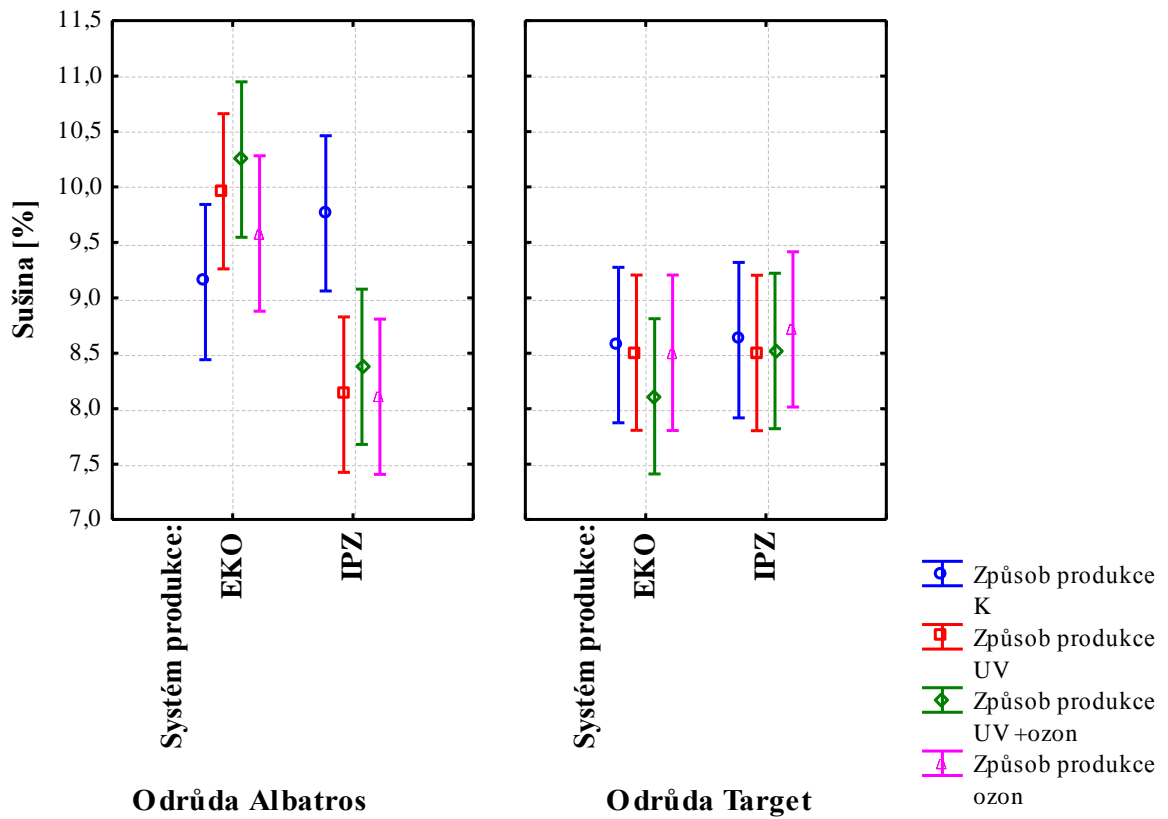 11,5
11,0
10,5
10,0
9,5
9,0
8,5
8,0
7,5
7,0
Sušina [%]
Systém produkce:
EKO
IPZ
Systém produkce:
EKO
IPZ
Odrůda Albatros
Odrůda Target
Způsob produkce
K
Způsob produkce
UV
Způsob produkce
UV+ozon
Způsob produkce
ozon